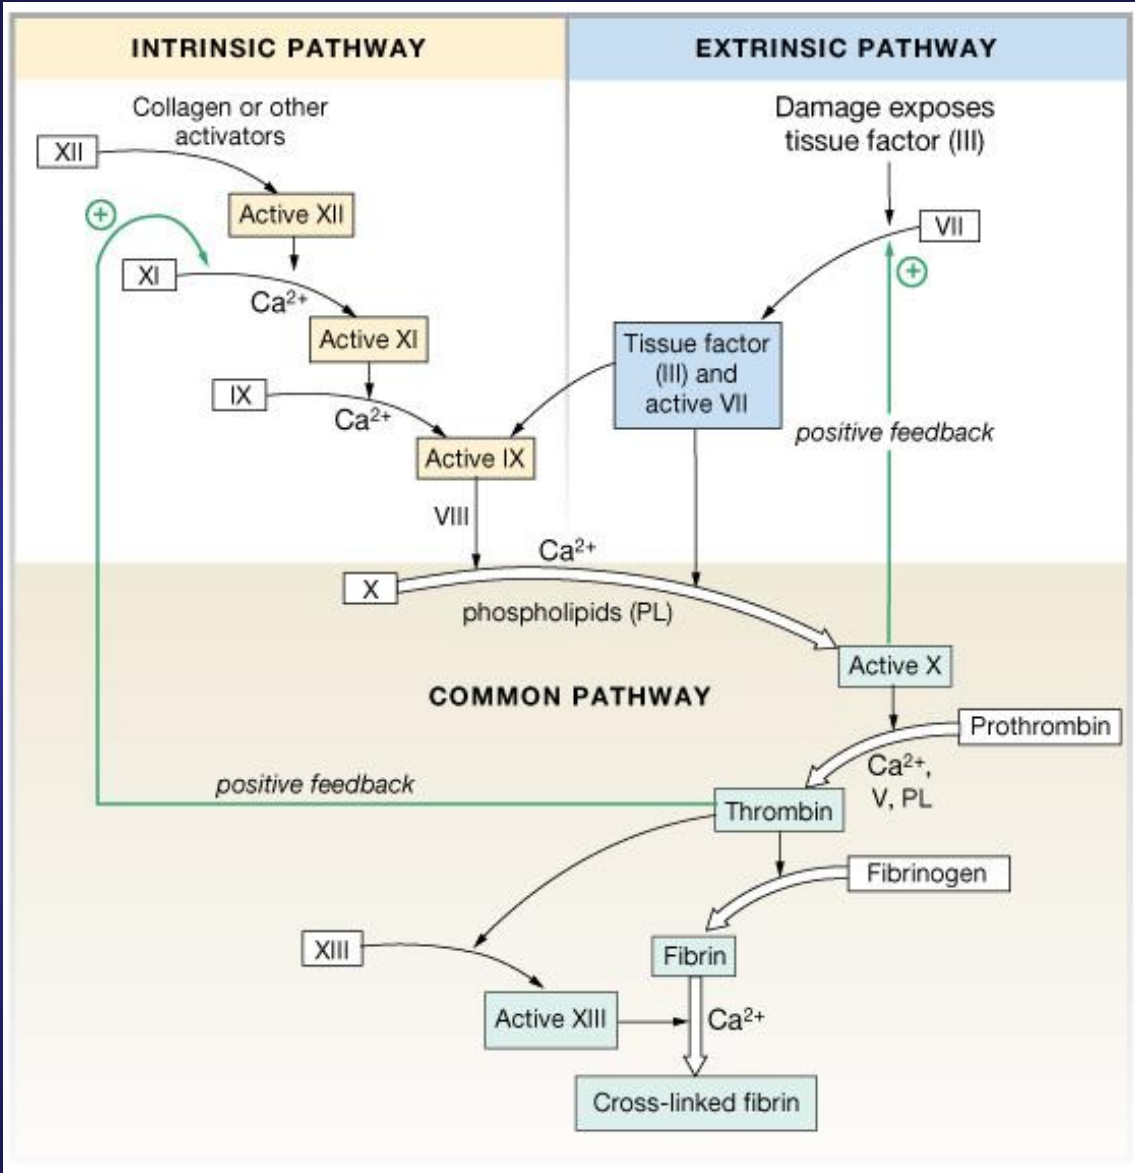 INTRINSIC PATHWAY
EXTRINSIC PATHWAY
Collagen or other
activators
XII
Active XII
+
XI
Ca²⁺
Active XI
IX
Ca²⁺
Active IX
VIII
Damage exposes
tissue factor (III)
VII
+
Tissue factor
(III) and
active VII
positive feedback
Ca²⁺
X
phospholipids (PL)
Active X
COMMON PATHWAY
Prothrombin
Ca²⁺,
V, PL
positive feedback
Thrombin
Fibrinogen
XIII
Fibrin
Active XIII
Ca²⁺
Cross-linked fibrin